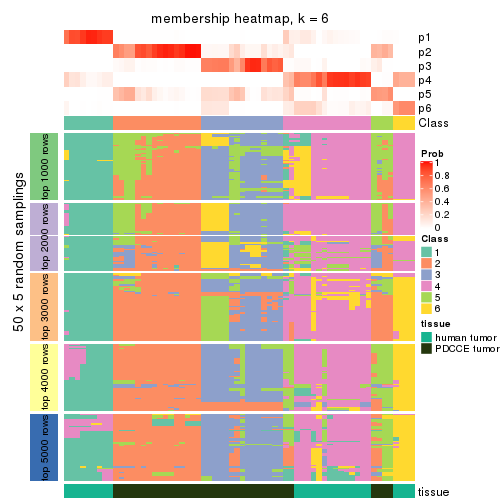 membership heatmap, k = 6
p1
p2
p3
p4
p5
p6
Class
50 x 5 random samplings
top 1000 rows
top 2000 rows
top 3000 rows
top 4000 rows
top 5000 rows
tissue
Prob
1
0.8
0.6
0.4
0.2
0
Class
1
2
3
4
5
6
tissue
human tumor
PDCCE tumor